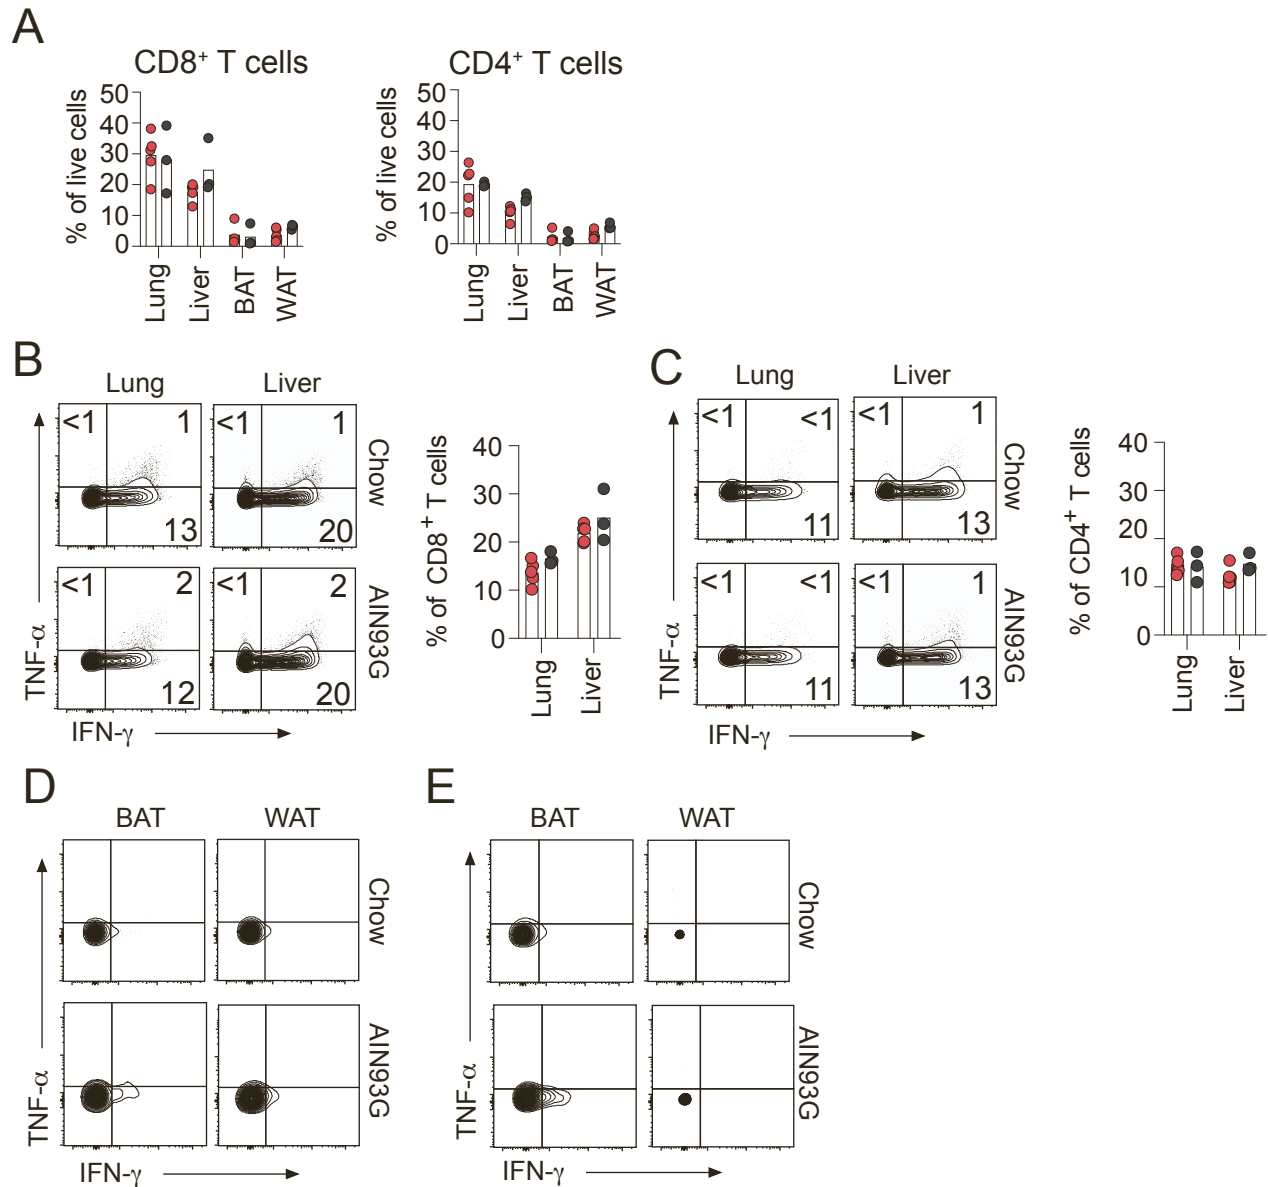 A
CD8⁺ T cells
CD4⁺ T cells
% of live cells
50
40
30
20
10
0
Lung
Liver
BAT
WAT
% of live cells
50
40
30
20
10
0
Lung
Liver
BAT
WAT
B
Lung
Liver
<1 1
13
<1 1
20
Chow
<1 2
12
<1 2
20
AIN93G
TNF-α
IFN-γ
% of CD8⁺ T cells
40
30
20
10
0
Lung
Liver
C
Lung
Liver
<1 <1
11
<1 1
13
Chow
<1 <1
11
<1 1
13
AIN93G
TNF-α
IFN-γ
% of CD4⁺ T cells
40
30
20
10
0
Lung
Liver
D
BAT
WAT
Chow
AIN93G
TNF-α
IFN-γ
E
BAT
WAT
Chow
AIN93G
TNF-α
IFN-γ